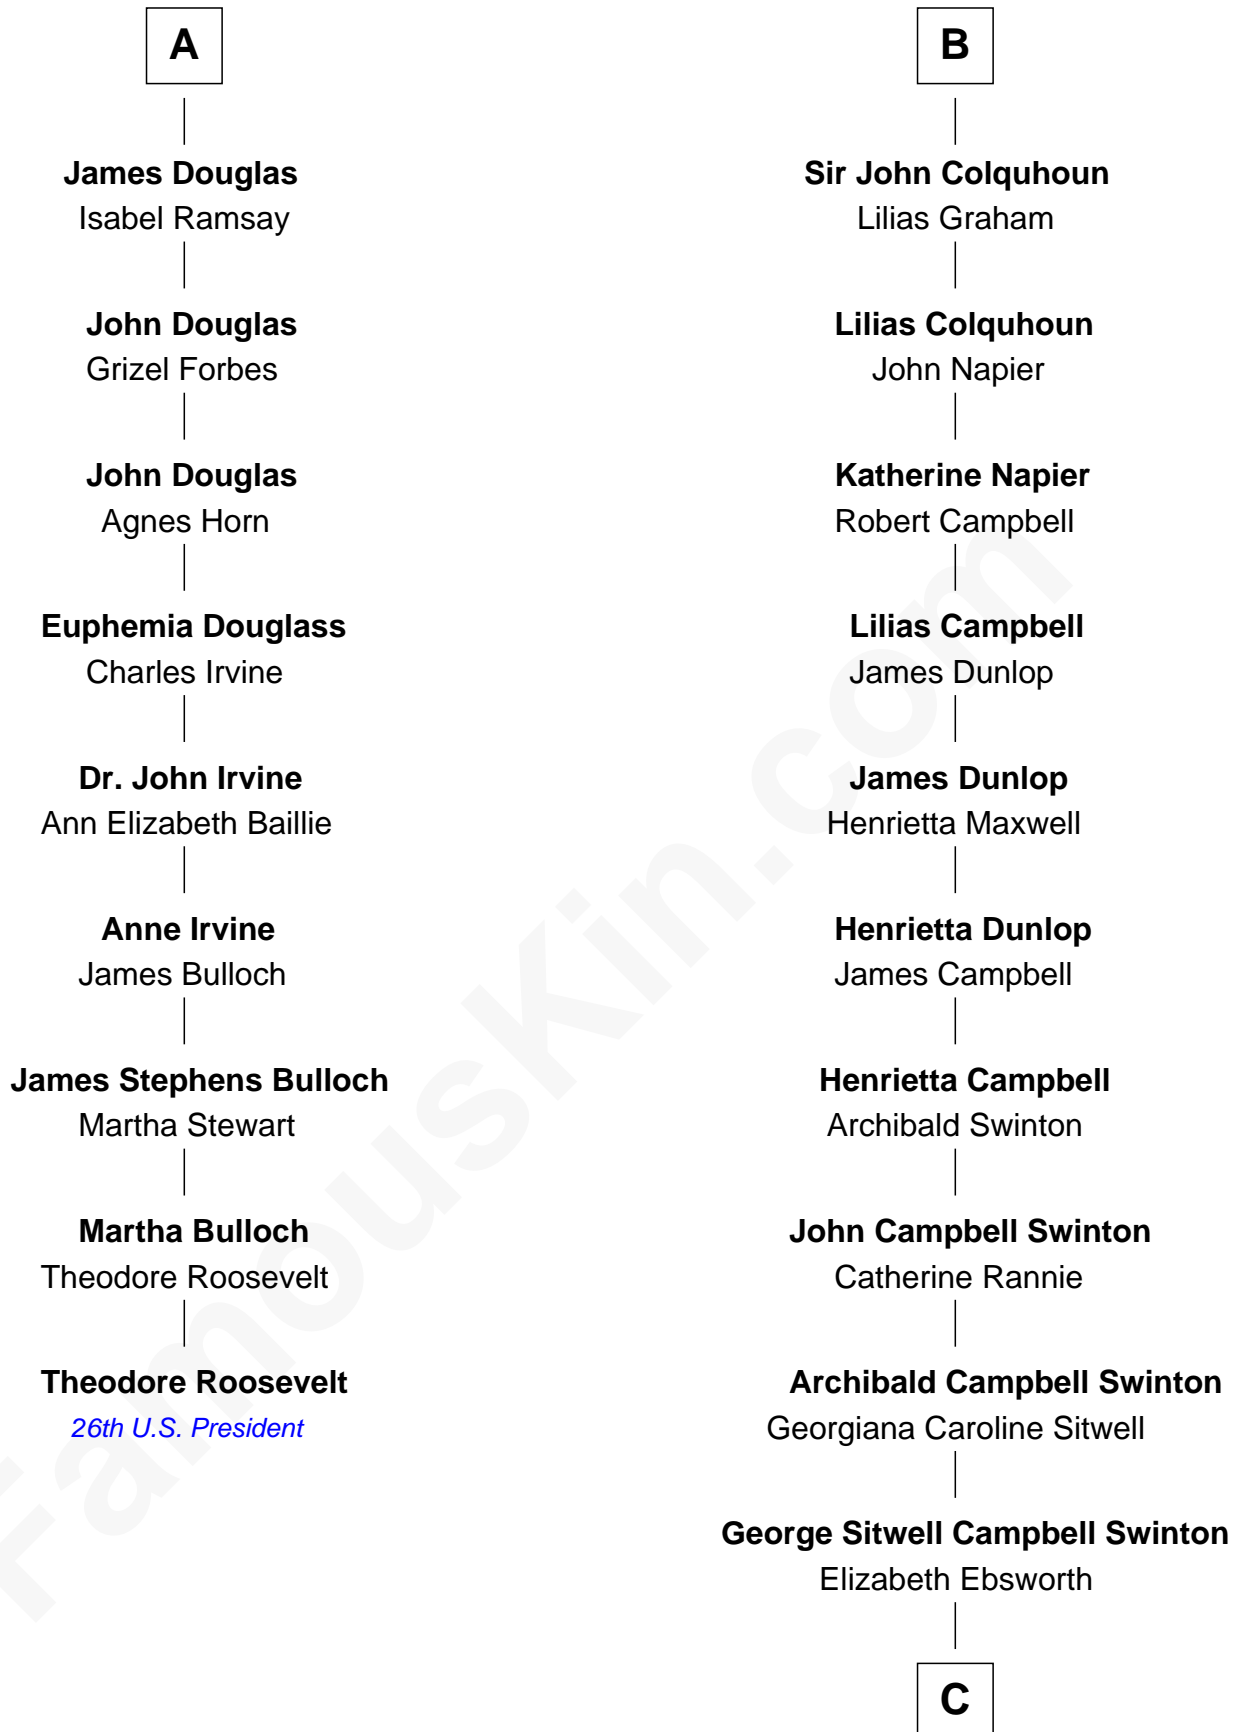 A
James Douglas
Isabel Ramsay
John Douglas
Grizel Forbes
John Douglas
Agnes Horn
Euphemia Douglass
Charles Irvine
Dr. John Irvine
Ann Elizabeth Baillie
Anne Irvine
James Bulloch
James Stephens Bulloch
Martha Stewart
Martha Bulloch
Theodore Roosevelt
Theodore Roosevelt
26th U.S. President
B
Sir John Colquhoun
Lilias Graham
Lilias Colquhoun
John Napier
Katherine Napier
Robert Campbell
Lilias Campbell
James Dunlop
James Dunlop
Henrietta Maxwell
Henrietta Dunlop
James Campbell
Henrietta Campbell
Archibald Swinton
John Campbell Swinton
Catherine Rannie
Archibald Campbell Swinton
Georgiana Caroline Sitwell
George Sitwell Campbell Swinton
Elizabeth Ebsworth
C
FamousKin.com